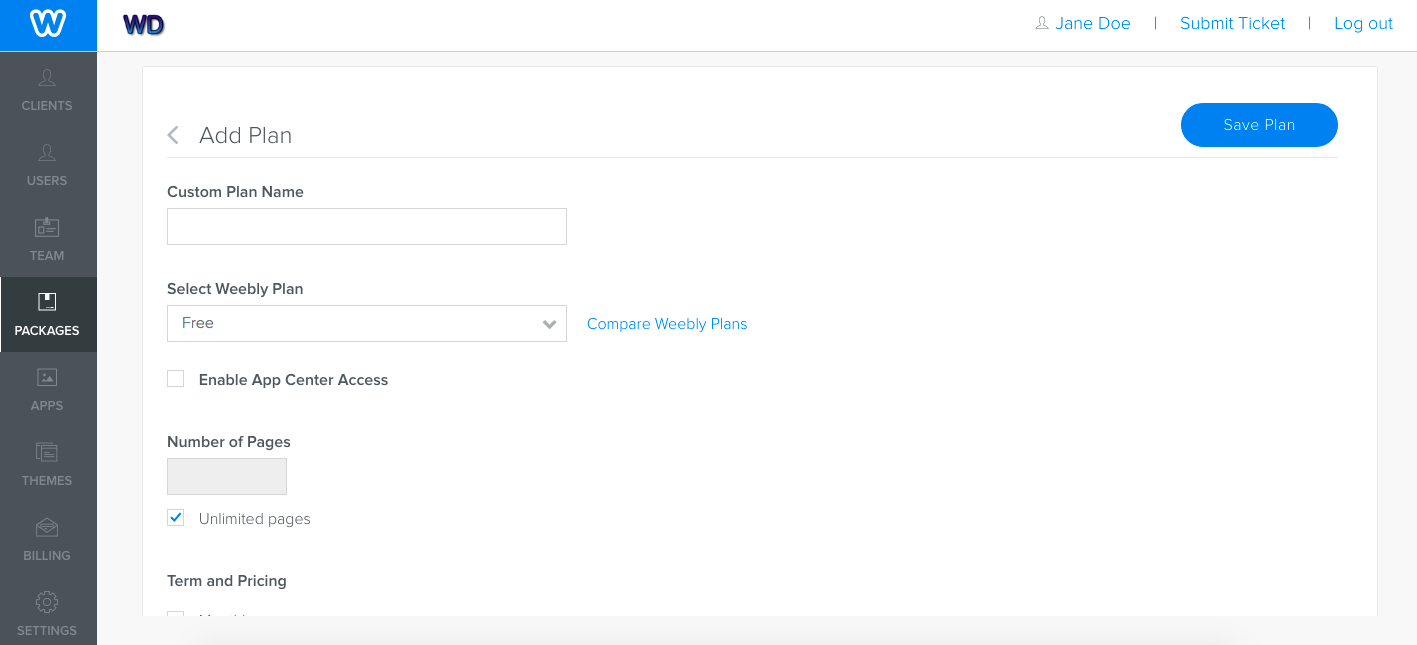 WD
Jane Doe | Submit Ticket | Log out
CLIENTS
USERS
TEAM
PACKAGES
APPS
THEMES
BILLING
SETTINGS
Add Plan
Save Plan
Custom Plan Name
Select Weebly Plan
Free
Compare Weebly Plans
Enable App Center Access
Number of Pages
Unlimited pages
Term and Pricing